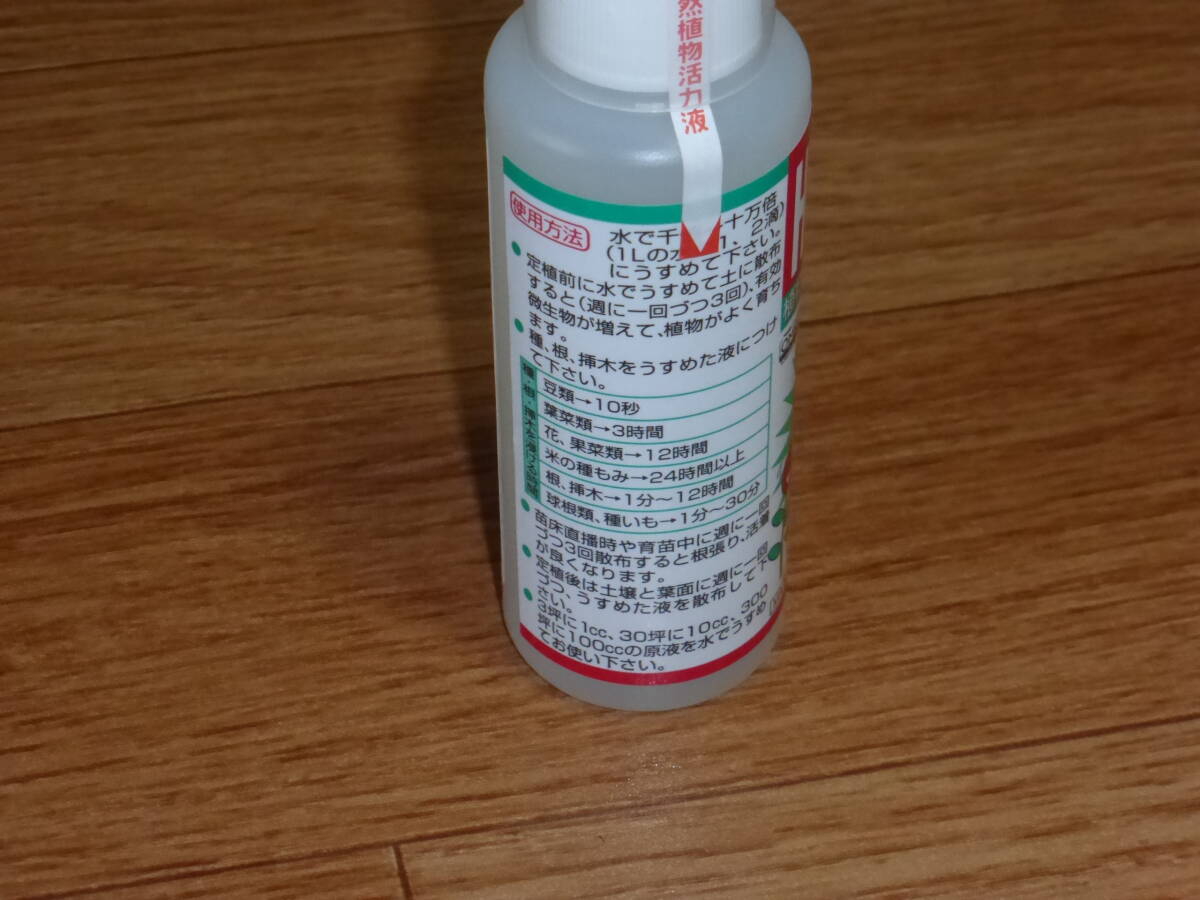 然植物活力液
使用方法
水で千 十万倍
(1Lの水 1、2滴)
にうすめて下さい。
● 定植前に水でうすめて土に散布
すると(週に一回づつ3回)、有効
微生物が増えて、植物がよく育ち
ます。
● 種、根、挿木をうすめた液につけ
て下さい。
種・根・挿木を漬ける時間
豆類→10秒
葉菜類→3時間
花、果菜類→12時間
米の種もみ→24時間以上
根、挿木→1分～12時間
球根類、種いも→1分～30分
● 苗床直播時や育苗中に週に一回
づつ3回散布すると根張り、活着
が良くなります。
● 定植後は土壌と葉面に週に一回
づつ、うすめた液を散布して下
さい。
● 3坪に1cc、30坪に10cc、300
坪に100ccの原液を水でうすめ
てお使い下さい。